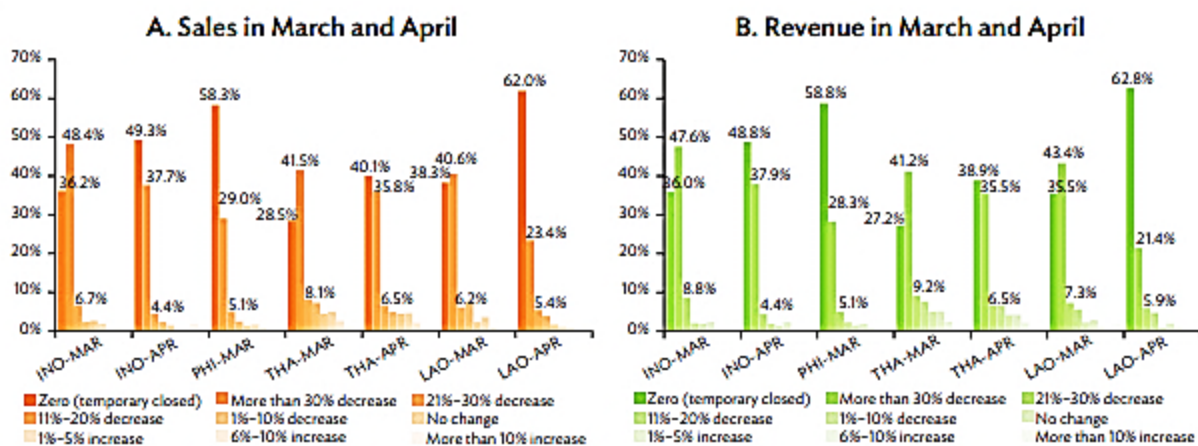 A. Sales in March and April
70%
60%
50%
40%
30%
20%
10%
0%
36.2%
48.4%
6.7%
49.3%
37.7%
4.4%
58.3%
29.0%
5.1%
28.5%
41.5%
8.1%
40.1%
35.8%
6.5%
38.3%
40.6%
6.2%
62.0%
23.4%
5.4%
INO-MAR
INO-APR
PHI-MAR
THA-MAR
THA-APR
LAO-MAR
LAO-APR
Zero (temporary closed) More than 30% decrease 21%-30% decrease
11%-20% decrease 1%-10% decrease No change
1%-5% increase 6%-10% increase More than 10% increase
B. Revenue in March and April
70%
60%
50%
40%
30%
20%
10%
0%
36.0%
47.6%
8.8%
48.8%
37.9%
4.4%
58.8%
28.3%
5.1%
27.2%
41.2%
9.2%
38.9%
35.5%
6.5%
35.5%
43.4%
7.3%
62.8%
21.4%
5.9%
INO-MAR
INO-APR
PHI-MAR
THA-MAR
THA-APR
LAO-MAR
LAO-APR
Zero (temporary closed) More than 30% decrease 21%-30% decrease
11%-20% decrease 1%-10% decrease No change
1%-5% increase 6%-10% increase More than 10% increase